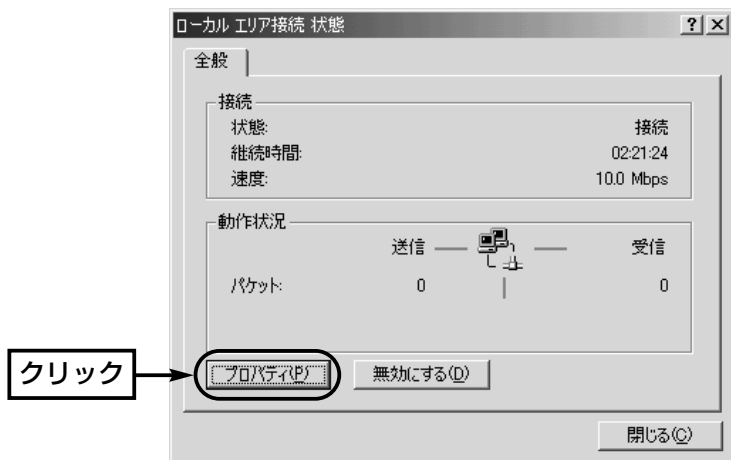 ローカル エリア接続 状態
全般
接続
状態: 接続
継続時間: 02:21:24
速度: 10.0 Mbps
動作状況
送信 受信
パケット: 0 0
クリック
プロパティ(P) 無効にする(D)
閉じる(C)